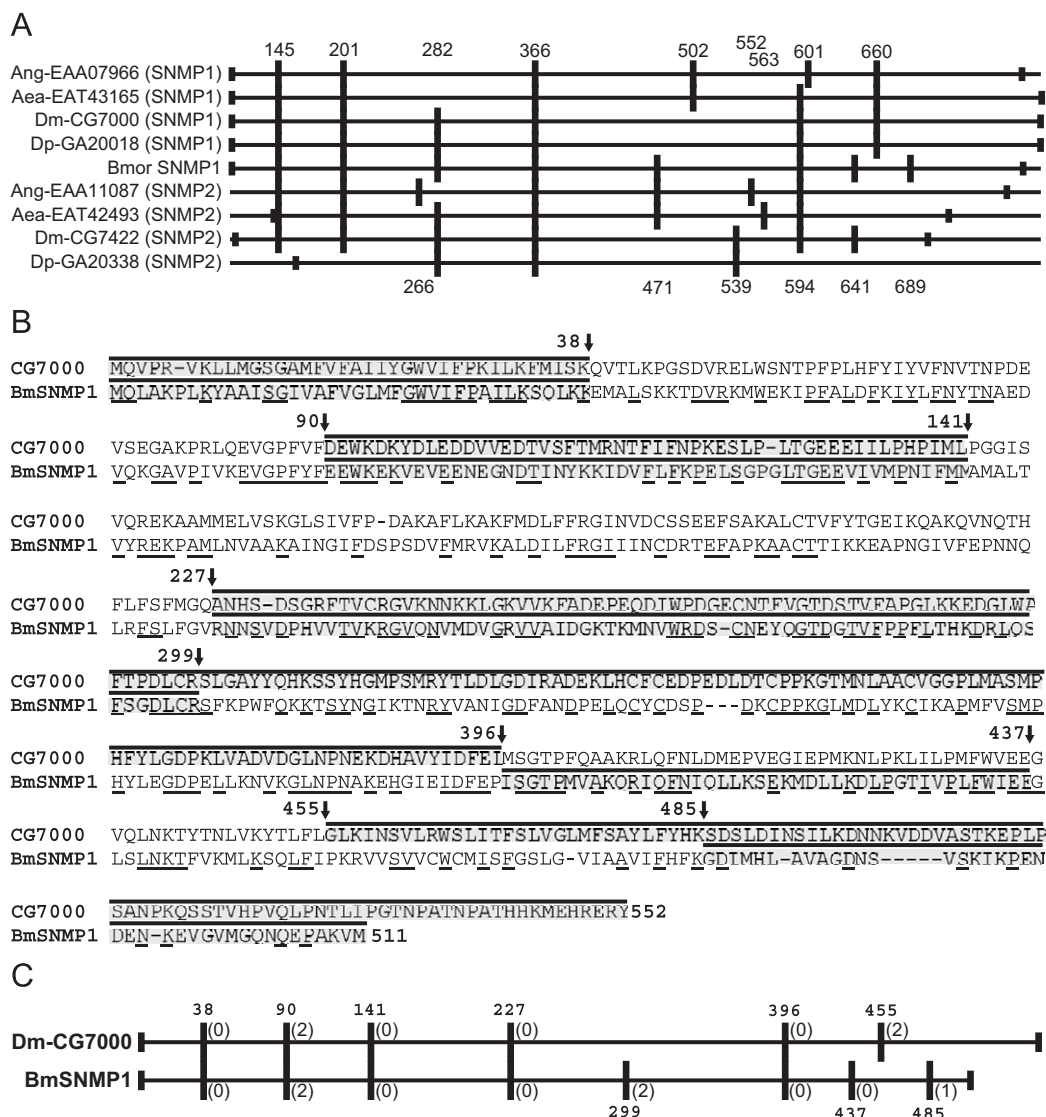 A
145 201 282 366 502 552 563 601 660
Ang-EAA07966 (SNMP1)
Aea-EAT43165 (SNMP1)
Dm-CG7000 (SNMP1)
Dp-GA20018 (SNMP1)
Bmor SNMP1
Ang-EAA11087 (SNMP2)
Aea-EAT42493 (SNMP2)
Dm-CG7422 (SNMP2)
Dp-GA20338 (SNMP2)
266 471 539 594 641 689
B
38
CG7000 MQVPR-VKLLMGSGAMFVFAIIYGWVIFPKILKFMISKQVTLKPGSDVRELWSNTPFPLHFYIYVFNVTNPDE
BmSNMP1 MQLAKPLKYAAISGIVAFVGLMFGWVIFPAILKSQLKKEMALSKKTDVRKMWEKIPFALDFKIYLFNYTNAED
90 141
CG7000 VSEGAKPRLQEVGPFVFDEWKDKYDLEDDVVEDTVSFTMRNTFIFNPKESLP-LTGEEEIILPHPIMLPGGIS
BmSNMP1 VQKGAVPIVKEVGPFYFEEWKEKVEVEENEGNDTINYKKIDVFLFKPELSGPGLTGEEVIVMPNIFMMAMALT
CG7000 VQREKAAMMELVSKGLSIVFP-DAKAFLKAKFMDLFFRGINVDCSSEEFSAKALCTVFYTGEIKQAKQVNQTH
BmSNMP1 VYREKPAMLNVAAKAINGIFDSPSDVFMRVKALDILFRGIIINCDRTEFAPKAACTTIKKEAPNGIVFEPNNQ
227
CG7000 FLFSFMGQANHS-DSGRFTVCRGVKNNKKLGKVVKFADEPEQDIWPDGECNTFVGTDSTVFAPGLKKEDGLWA
BmSNMP1 LRFSLFGVRNNSVDPHVVTVKRGVQNVMDVGRVVAIDGKTKMNVWRDS-CNEYQGTDGTVFPPFLTHKDRLQS
299
CG7000 FTPDLCRSLGAYYQHKSSYHGMPSMRYTLDLGDIRADEKLHCFCEDPEDLDTCPPKGTMNLAACVGGPLMASMP
BmSNMP1 FSGDLCRSFKPWFQKKTSYNGIKTNRYVANIGDFANDPELQCYCDSP---DKCPPKGLMDLYKCIKAPMFVSMP
396 437
CG7000 HFYLGDPKLVADVDGLNPNEKDHAVYIDFELMSGTPFQAAKRLQFNLDMEPVEGIEPMKNLPKLILPMFWVEEG
BmSNMP1 HYLEGDPELLKNVKGLNPNAKEHGIEIDFEPISGTPMVAKQRIQFNIQLLKSEKMDLLKDLPGTIVPLFWIEEG
455 485
CG7000 VQLNKTYTNLVKYTLFLGLKINSVLRWSLITFSLVGLMFSAYLFYHKSDSLDINSILKDNNKVDDVASTKEPLP
BmSNMP1 LSLNKTFVKMLKSQLFIPKRVVSVVCWCMISFGSLG-VIAAVIFHFKGDIMHL-AVAGDNS-----VSKIKPEN
CG7000 SANPKQSSTVHPVQLPNTLIPGTNPATNPATHHKMEHRERY552
BmSNMP1 DEN-KEVGVMGQNQEPAKVM 511
C
38 90 141 227 396 455
Dm-CG7000 (0) (2) (0) (0) (0) (2)
BmSNMP1 (0) (2) (0) (0) (2) (0) (0) (1)
299 437 485